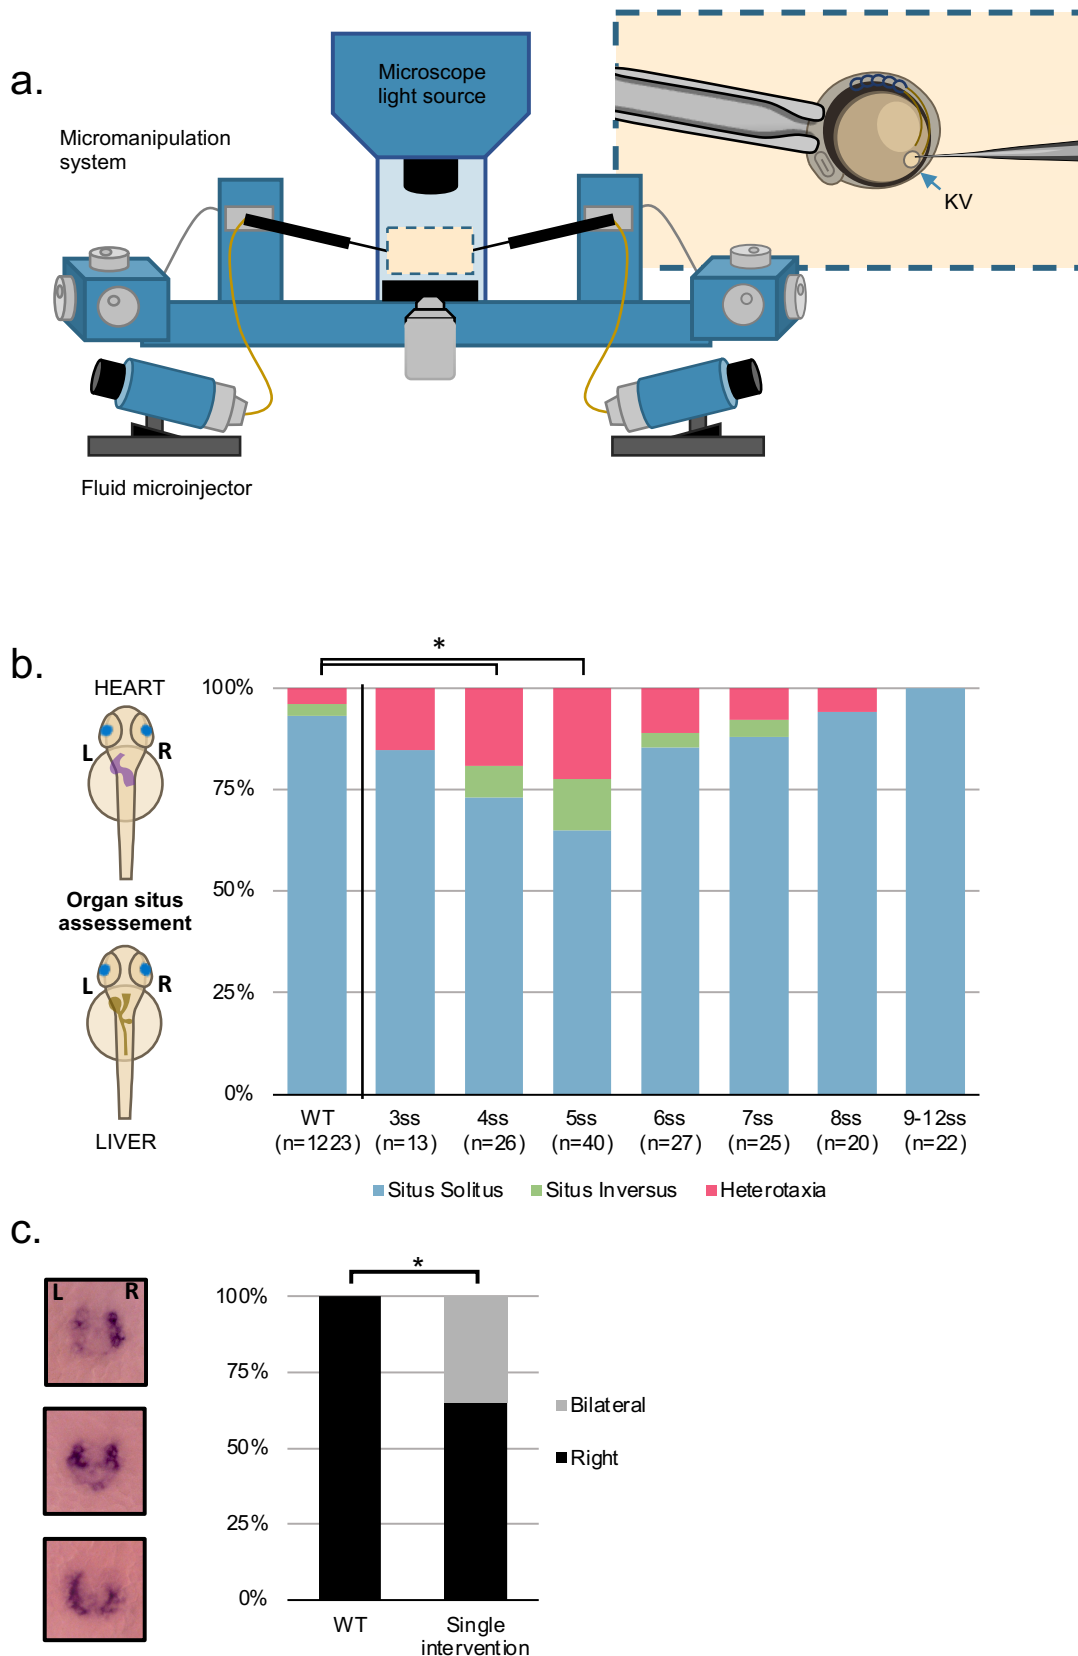 a.
Microscope
light source
Micromanipulation
system
KV
Fluid microinjector
b.
*
HEART
L
R
Organ situs
assessement
L
R
LIVER
100%
75%
50%
25%
0%
WT
(n=1223)
3ss
(n=13)
4ss
(n=26)
5ss
(n=40)
6ss
(n=27)
7ss
(n=25)
8ss
(n=20)
9-12ss
(n=22)
Situs Solitus
Situs Inversus
Heterotaxia
c.
L
R
*
100%
75%
50%
25%
0%
WT
Single
intervention
Bilateral
Right